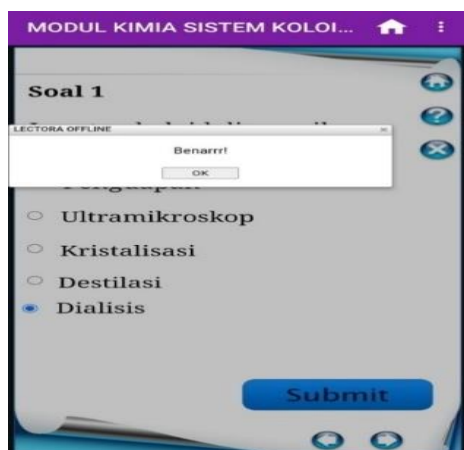 MODUL KIMIA SISTEM KOLOI...
Soal 1
LECTORA OFFLINE
Benarrr!
OK
Ultramikroskop
Kristalisasi
Destilasi
Dialisis
Submit